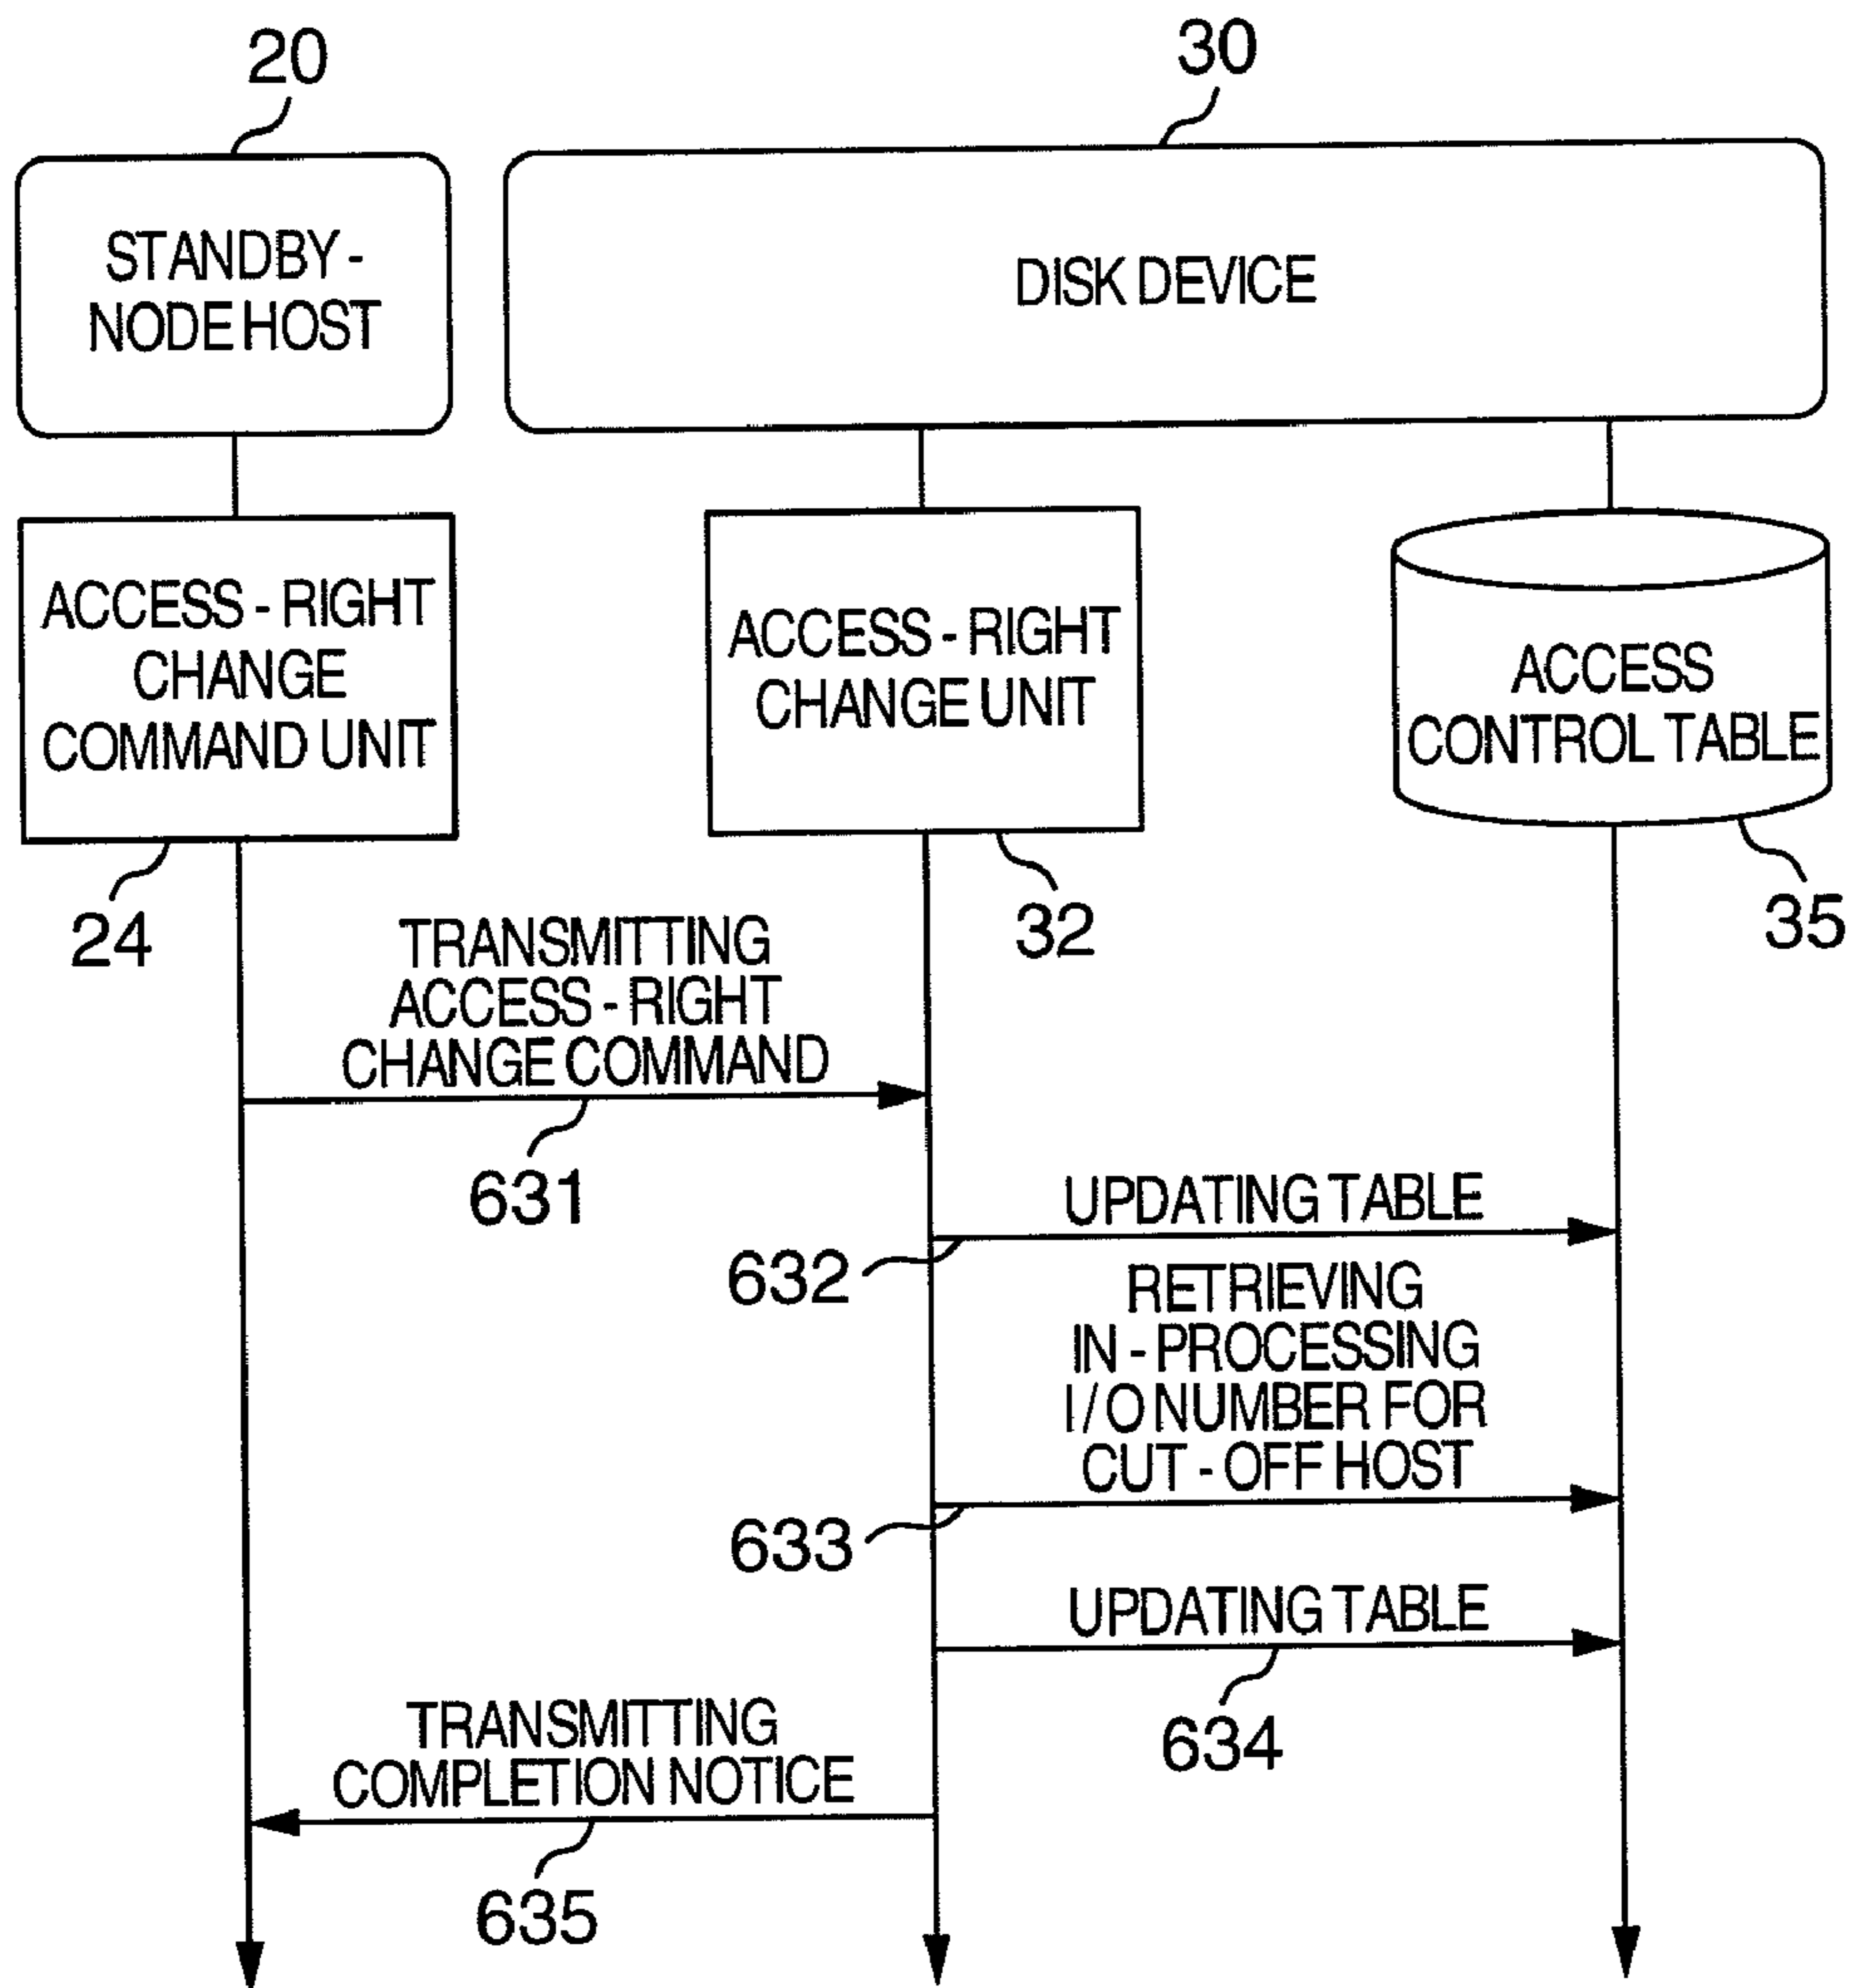 20
30
STANDBY -
NODE HOST
DISK DEVICE
ACCESS - RIGHT
CHANGE
COMMAND UNIT
ACCESS - RIGHT
CHANGE UNIT
ACCESS
CONTROL TABLE
24
32
35
TRANSMITTING
ACCESS - RIGHT
CHANGE COMMAND
631
UPDATING TABLE
632
RETRIEVING
IN - PROCESSING
I / O NUMBER FOR
CUT - OFF HOST
633
UPDATING TABLE
634
TRANSMITTING
COMPLETION NOTICE
635